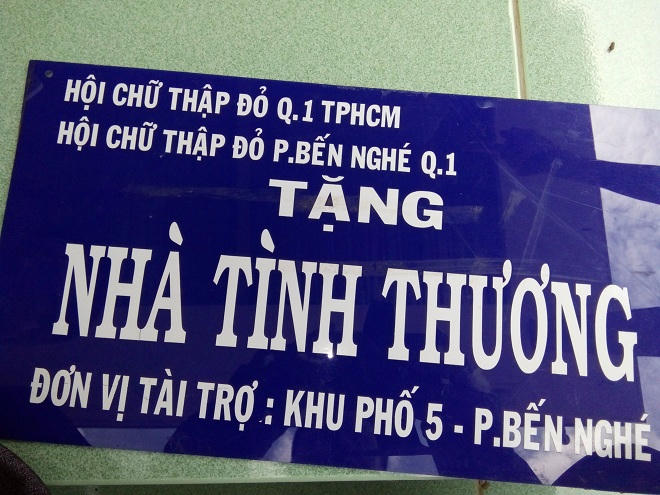 HỘI CHỮ THẬP ĐỎ Q.1 TPHCM
HỘI CHỮ THẬP ĐỎ P.BẾN NGHÉ Q.1
TẶNG
NHÀ TÌNH THƯƠNG
ĐƠN VỊ TÀI TRỢ : KHU PHỐ 5 - P.BẾN NGHÉ